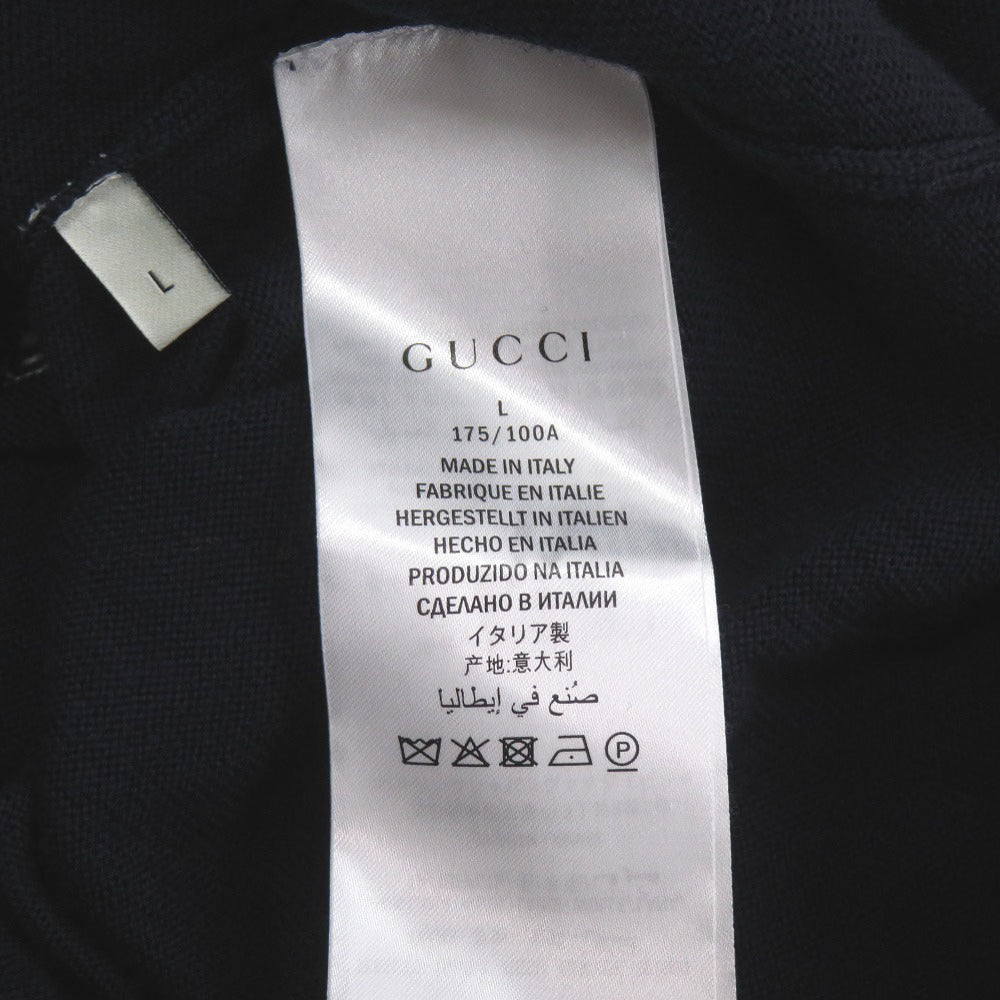 L
GUCCI
L
175/100A
MADE IN ITALY
FABRIQUE EN ITALIE
HERGESTELLT IN ITALIEN
HECHO EN ITALIA
PRODUZIDO NA ITALIA
СДЕЛАНО В ИТАЛИИ
イタリア製
产地:意大利
صُنع في إيطاليا
P